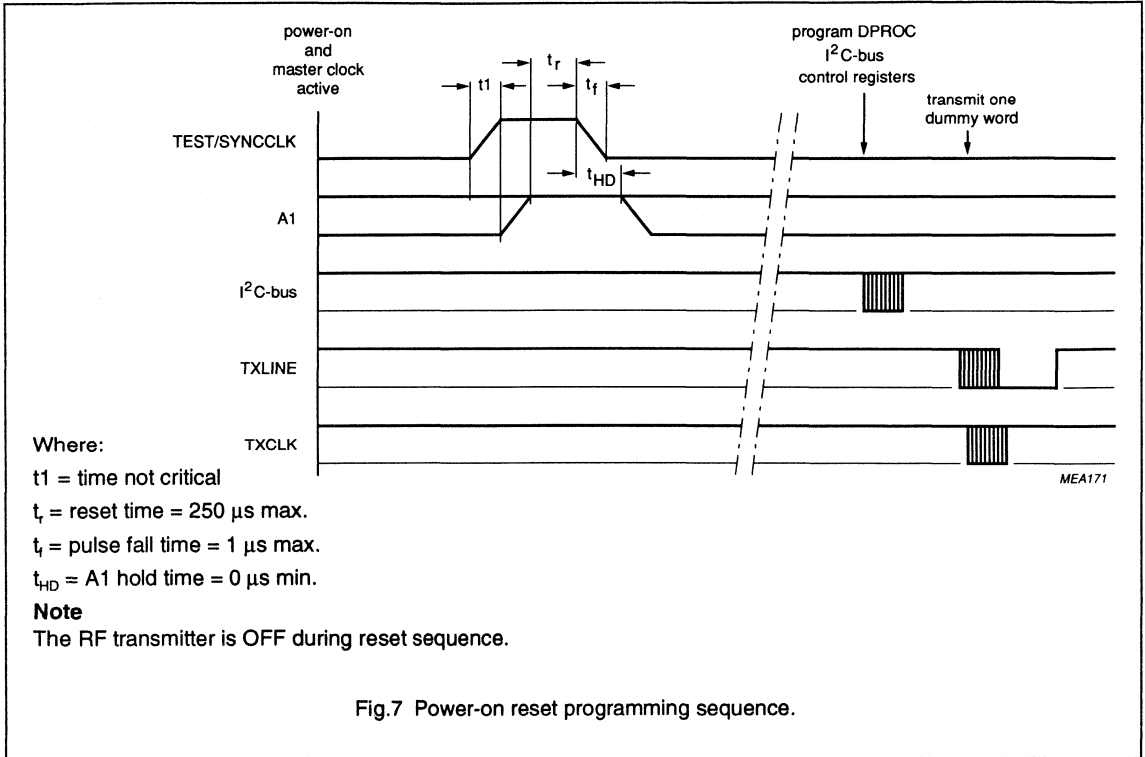 power-on
and
master clock
active
program DPROC
I²C-bus
control registers
transmit one
dummy word
t1
tr
tf
tHD
TEST/SYNCCLK
A1
I²C-bus
TXLINE
TXCLK
MEA171
Where:
t1 = time not critical
tr = reset time = 250 µs max.
tf = pulse fall time = 1 µs max.
tHD = A1 hold time = 0 µs min.
Note
The RF transmitter is OFF during reset sequence.
Fig.7 Power-on reset programming sequence.